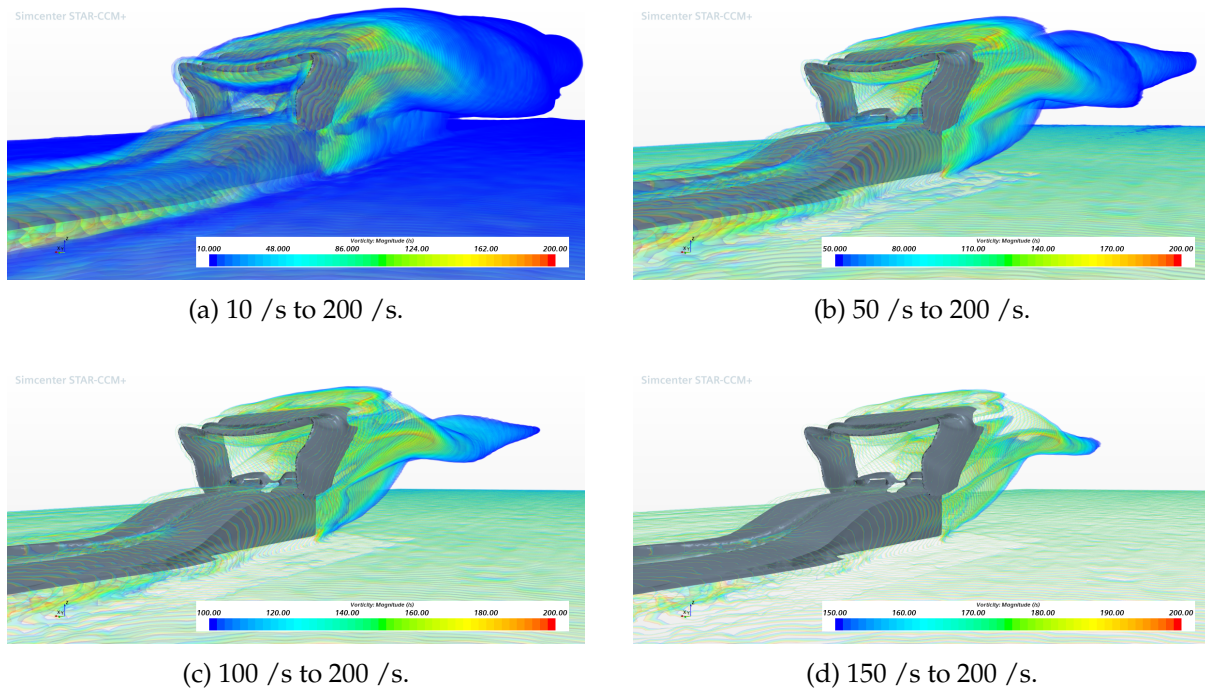 Simcenter STAR-CCM+
Vorticity: Magnitude (/s)
10.000 48.000 86.000 124.00 162.00 200.00
(a) 10 /s to 200 /s.
Simcenter STAR-CCM+
Vorticity: Magnitude (/s)
50.000 80.000 110.00 140.00 170.00 200.00
(b) 50 /s to 200 /s.
Simcenter STAR-CCM+
Vorticity: Magnitude (/s)
100.00 120.00 140.00 160.00 180.00 200.00
(c) 100 /s to 200 /s.
Simcenter STAR-CCM+
Vorticity: Magnitude (/s)
150.00 160.00 170.00 180.00 190.00 200.00
(d) 150 /s to 200 /s.